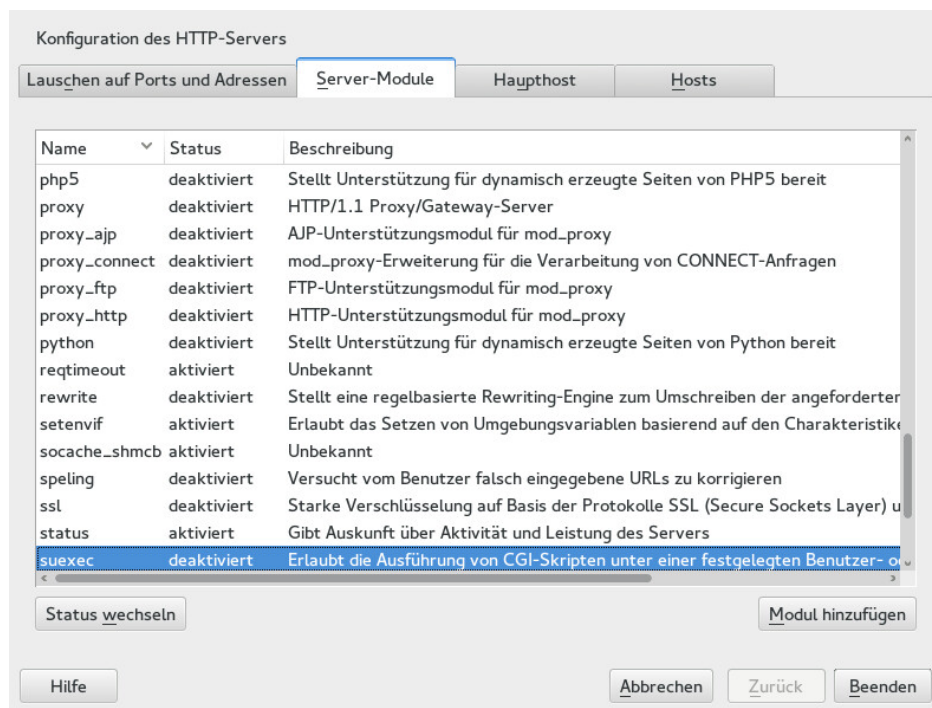 Konfiguration des HTTP-Servers
Lauschen auf Ports und Adressen Server-Module Haupthost Hosts
Name Status Beschreibung
php5 deaktiviert Stellt Unterstützung für dynamisch erzeugte Seiten von PHP5 bereit
proxy deaktiviert HTTP/1.1 Proxy/Gateway-Server
proxy_ajp deaktiviert AJP-Unterstützungsmodul für mod_proxy
proxy_connect deaktiviert mod_proxy-Erweiterung für die Verarbeitung von CONNECT-Anfragen
proxy_ftp deaktiviert FTP-Unterstützungsmodul für mod_proxy
proxy_http deaktiviert HTTP-Unterstützungsmodul für mod_proxy
python deaktiviert Stellt Unterstützung für dynamisch erzeugte Seiten von Python bereit
reqtimeout aktiviert Unbekannt
rewrite deaktiviert Stellt eine regelbasierte Rewriting-Engine zum Umschreiben der angeforderter
setenvif aktiviert Erlaubt das Setzen von Umgebungsvariablen basierend auf den Charakteristike
socache_shmcb aktiviert Unbekannt
speling deaktiviert Versucht vom Benutzer falsch eingegebene URLs zu korrigieren
ssl deaktiviert Starke Verschlüsselung auf Basis der Protokolle SSL (Secure Sockets Layer) u
status aktiviert Gibt Auskunft über Aktivität und Leistung des Servers
suexec deaktiviert Erlaubt die Ausführung von CGI-Skripten unter einer festgelegten Benutzer- o
Status wechseln Modul hinzufügen
Hilfe Abbrechen Zurück Beenden